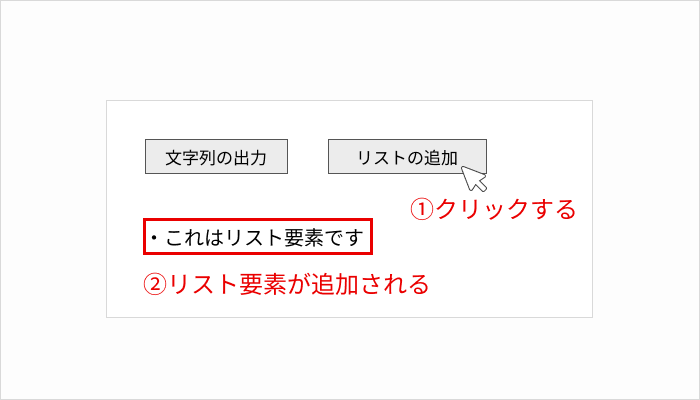 文字列の出力
リストの追加
①クリックする
・これはリスト要素です
②リスト要素が追加される